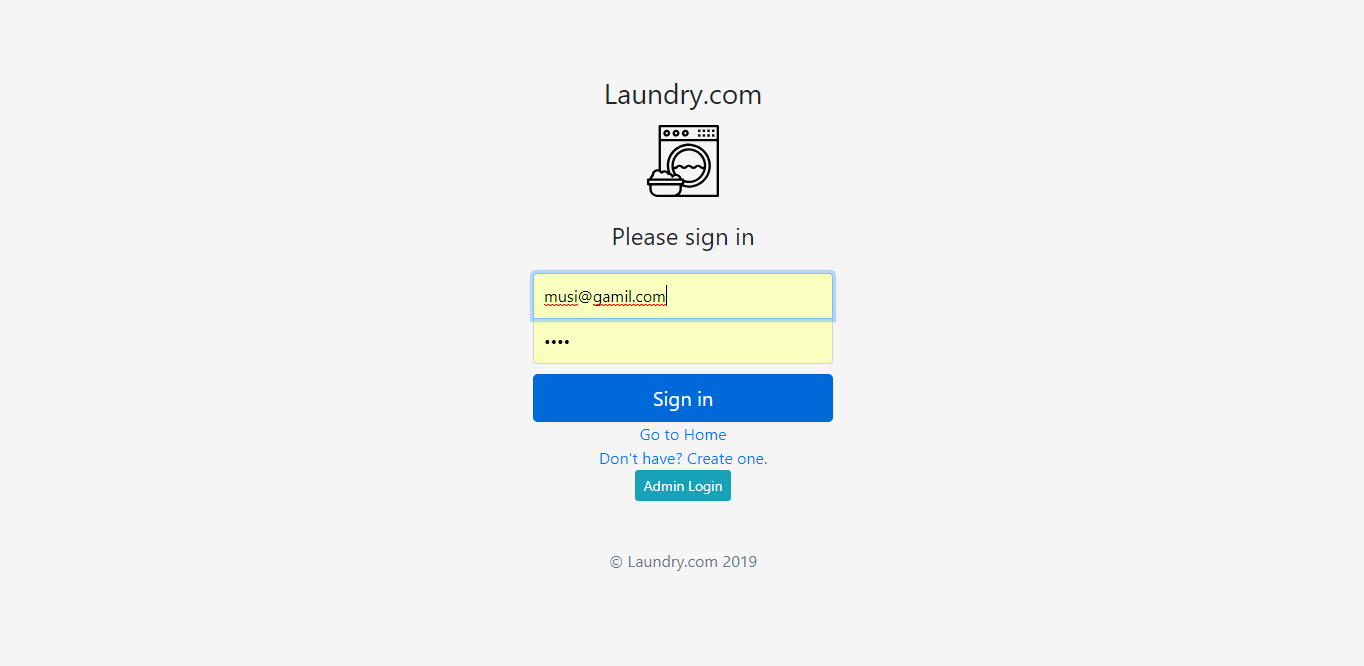 Laundry.com
Please sign in
musi@gamil.com
••••
Sign in
Go to Home
Don't have? Create one.
Admin Login
© Laundry.com 2019